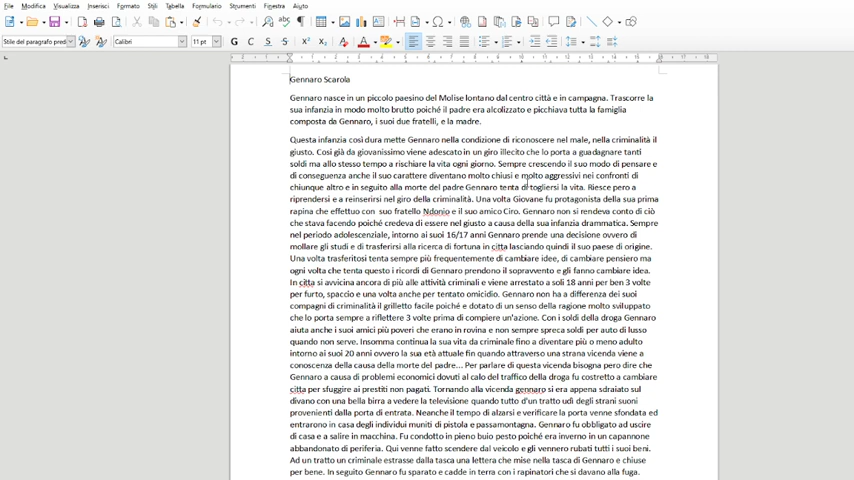 File Modifica Visualizza Inserisci Formato Stili Tabella Formulario Strumenti Finestra Aiuto
Stile del paragrafo pred Calibri 11 pt G C S S
Gennaro Scarola
Gennaro nasce in un piccolo paesino del Molise lontano dal centro città e in campagna. Trascorre la
sua infanzia in modo molto brutto poiché il padre era alcolizzato e picchiava tutta la famiglia
composta da Gennaro, i suoi due fratelli, e la madre.
Questa infanzia così dura mette Gennaro nella condizione di riconoscere nel male, nella criminalità il
giusto. Così già da giovanissimo viene adescato in un giro illecito che lo porta a guadagnare tanti
soldi ma allo stesso tempo a rischiare la vita ogni giorno. Sempre crescendo il suo modo di pensare e
di conseguenza anche il suo carattere diventano molto chiusi e molto aggressivi nei confronti di
chiunque altro e in seguito alla morte del padre Gennaro tenta di togliersi la vita. Riesce pero a
riprendersi e a reinserirsi nel giro della criminalità. Una volta Giovane fu protagonista della sua prima
rapina che effettuo con suo fratello Ndonio e il suo amico Ciro. Gennaro non si rendeva conto di ciò
che stava facendo poiché credeva di essere nel giusto a causa della sua infanzia drammatica. Sempre
nel periodo adolescenziale, intorno ai suoi 16/17 anni Gennaro prende una decisione ovvero di
mollare gli studi e di trasferirsi alla ricerca di fortuna in citta lasciando quindi il suo paese di origine.
Una volta trasferitosi tenta sempre più frequentemente di cambiare idee, di cambiare pensiero ma
ogni volta che tenta questo i ricordi di Gennaro prendono il sopravvento e gli fanno cambiare idea.
In citta si avvicina ancora di più alle attività criminali e viene arrestato a soli 18 anni per ben 3 volte
per furto, spaccio e una volta anche per tentato omicidio. Gennaro non ha a differenza dei suoi
compagni di criminalità il grilletto facile poiché e dotato di un senso della ragione molto sviluppato
che lo porta sempre a riflettere 3 volte prima di compiere un'azione. Con i soldi della droga Gennaro
aiuta anche i suoi amici più poveri che erano in rovina e non sempre spreca soldi per auto di lusso
quando non serve. Insomma continua la sua vita da criminale fino a diventare più o meno adulto
intorno ai suoi 20 anni ovvero la sua età attuale fin quando attraverso una strana vicenda viene a
conoscenza della causa della morte del padre... Per parlare di questa vicenda bisogna pero dire che
Gennaro a causa di problemi economici dovuti al calo del traffico della droga fu costretto a cambiare
citta per sfuggire ai prestiti non pagati. Tornando alla vicenda gennaro si era appena sdraiato sul
divano con una bella birra a vedere la televisione quando tutto d'un tratto udì degli strani suoni
provenienti dalla porta di entrata. Neanche il tempo di alzarsi e verificare la porta venne sfondata ed
entrarono in casa degli individui muniti di pistola e passamontagna. Gennaro fu obbligato ad uscire
di casa e a salire in macchina. Fu condotto in pieno buio pesto poiché era inverno in un capannone
abbandonato di periferia. Qui venne fatto scendere dal veicolo e gli vennero rubati tutti i suoi beni.
Ad un tratto un criminale estrasse dalla tasca una lettera che mise nella tasca di Gennaro e chiuse
per bene. In seguito Gennaro fu sparato e cadde in terra con i rapinatori che si davano alla fuga.